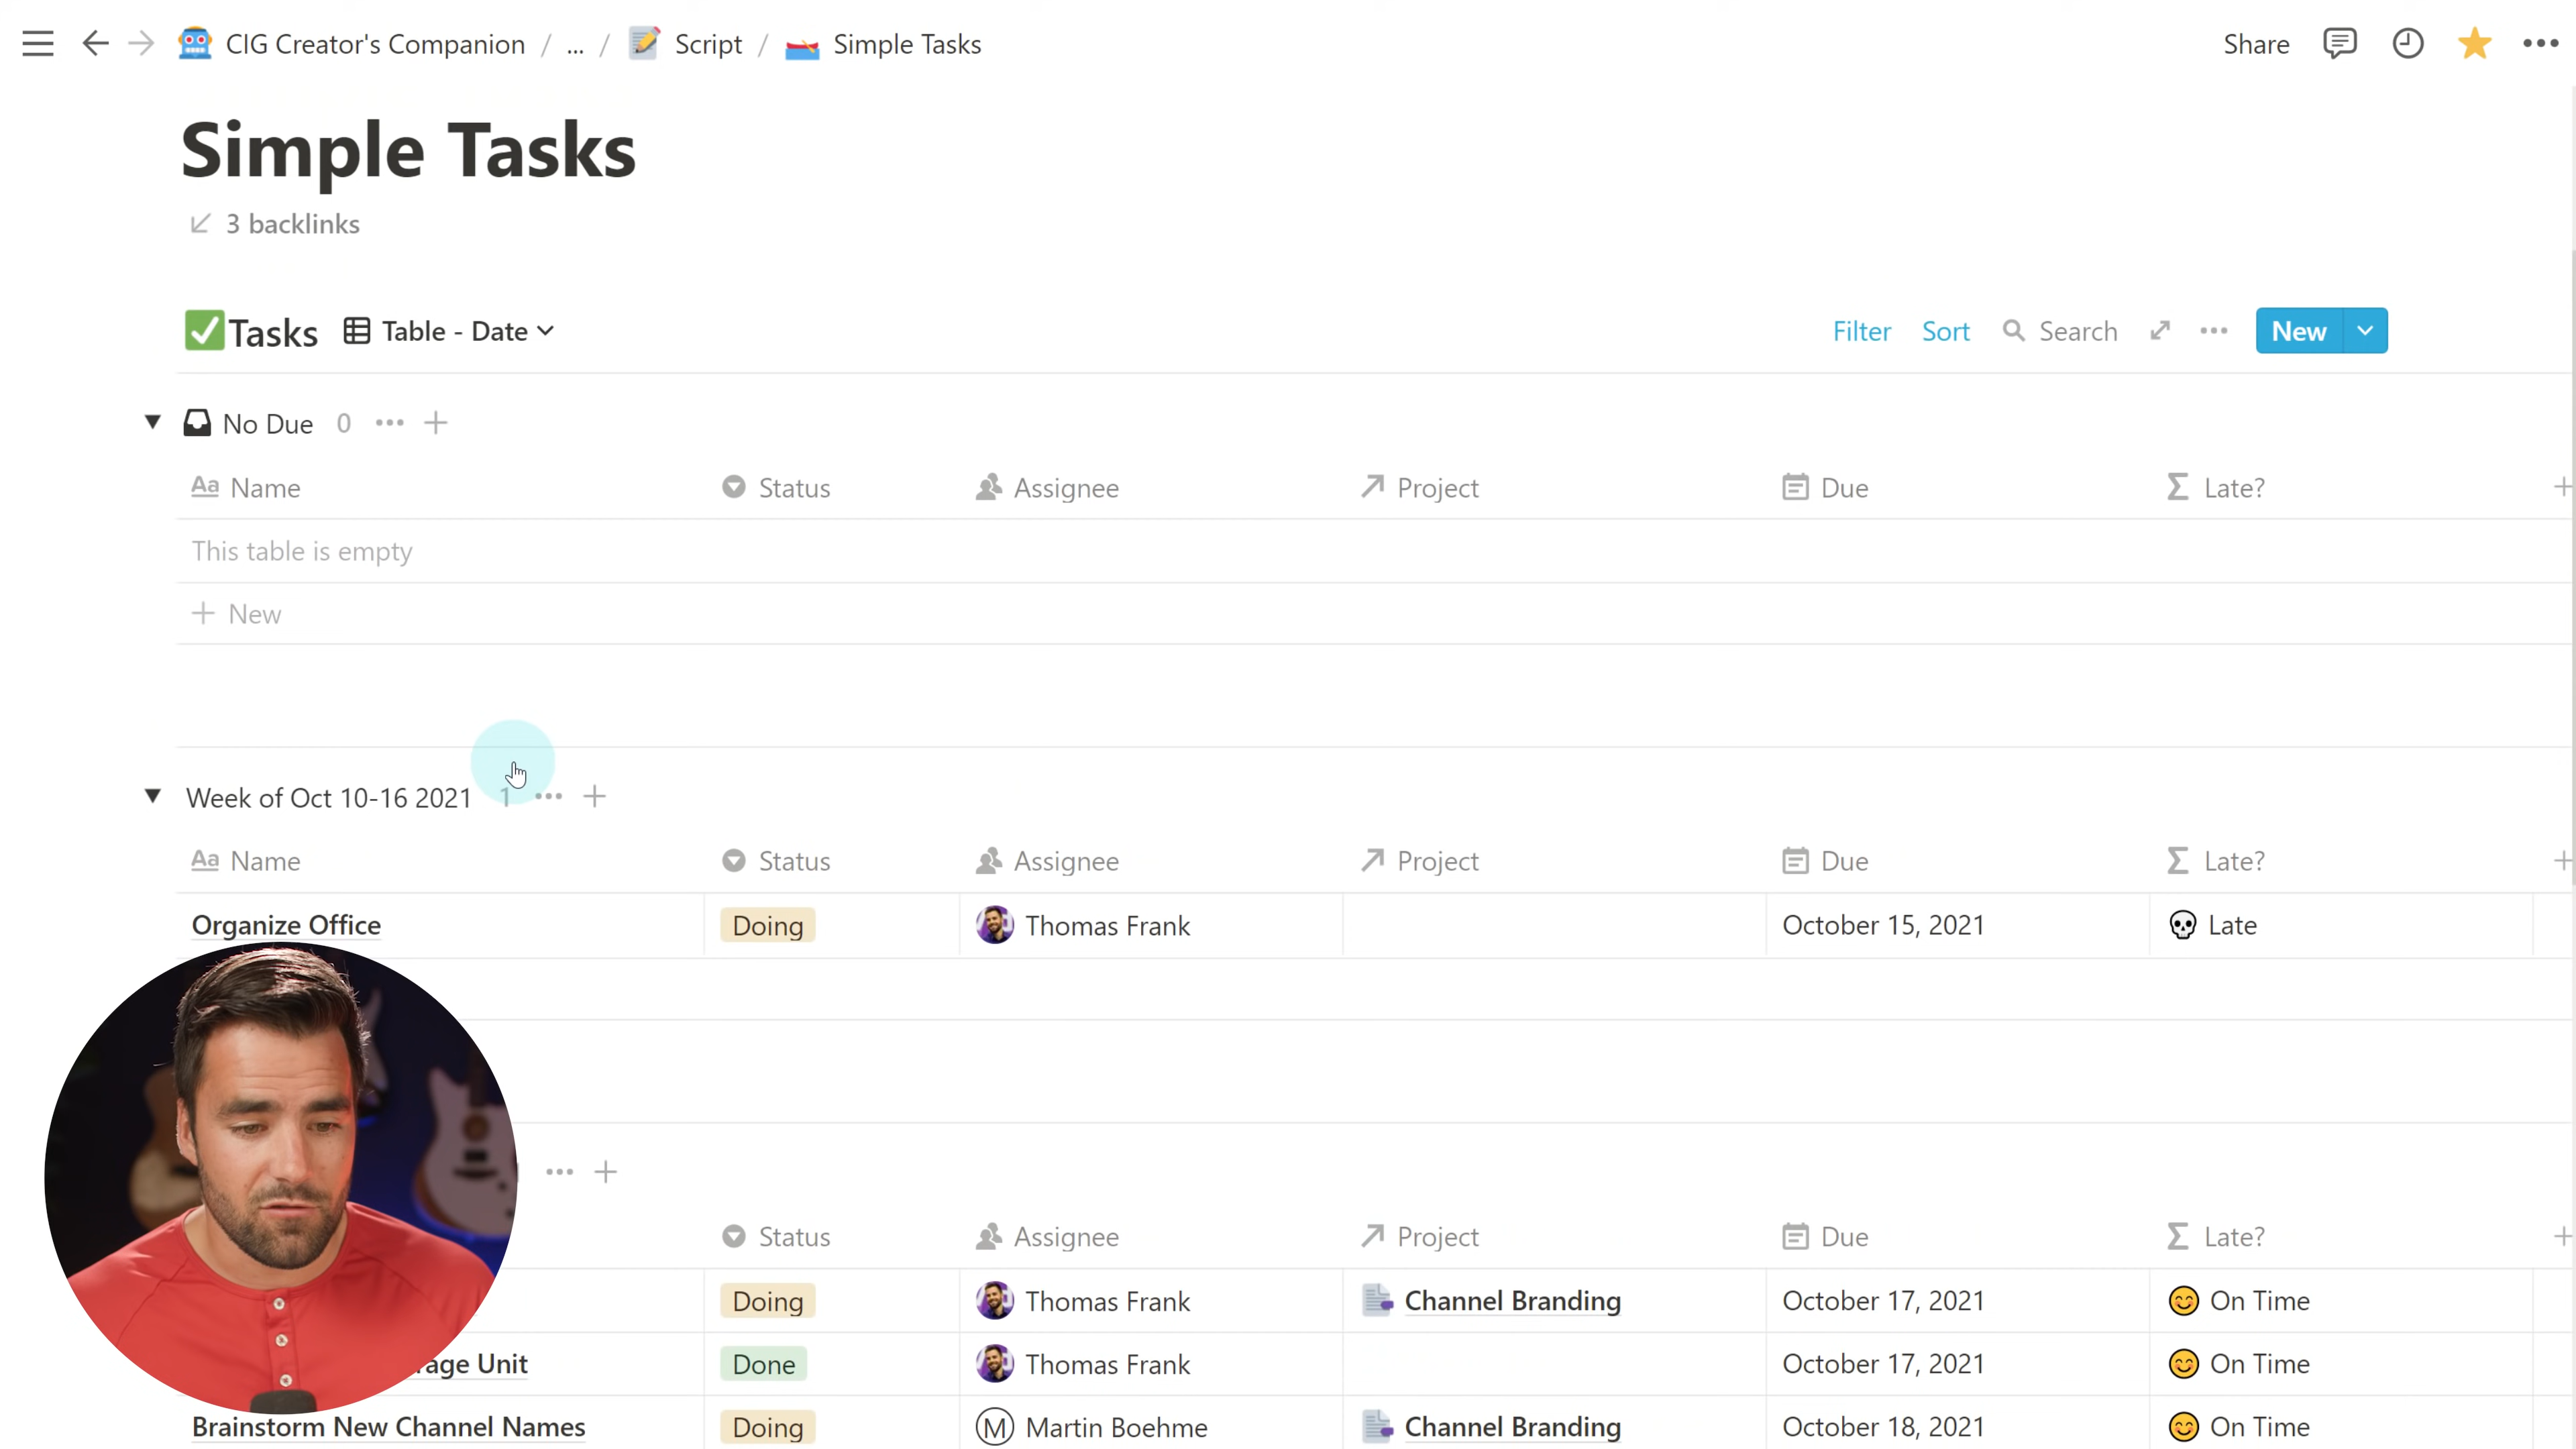 CIG Creator's Companion / ... / Script / Simple Tasks
Share
Simple Tasks
3 backlinks
Tasks Table - Date
Filter Sort Search New
No Due 0
Aa Name Status Assignee Project Due Late?
This table is empty
New
Week of Oct 10-16 2021 1
Aa Name Status Assignee Project Due Late?
Organize Office Doing Thomas Frank October 15, 2021 Late
Status Assignee Project Due Late?
Doing Thomas Frank Channel Branding October 17, 2021 On Time
Unit Done Thomas Frank October 17, 2021 On Time
Brainstorm New Channel Names Doing M Martin Boehme Channel Branding October 18, 2021 On Time